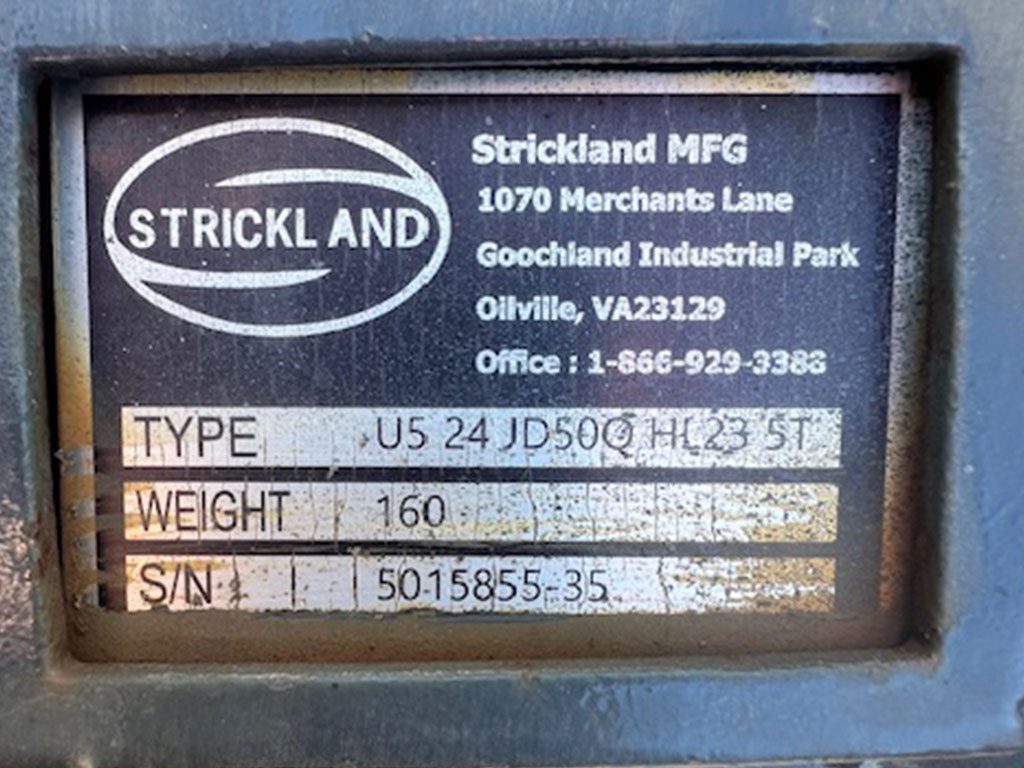 STRICKLAND
Strickland MFG
1070 Merchants Lane
Goochland Industrial Park
Oilville, VA23129
Office : 1-866-929-3388
TYPE U5 24 JD50Q HL23 5T
WEIGHT 160
S/N 5015855-35